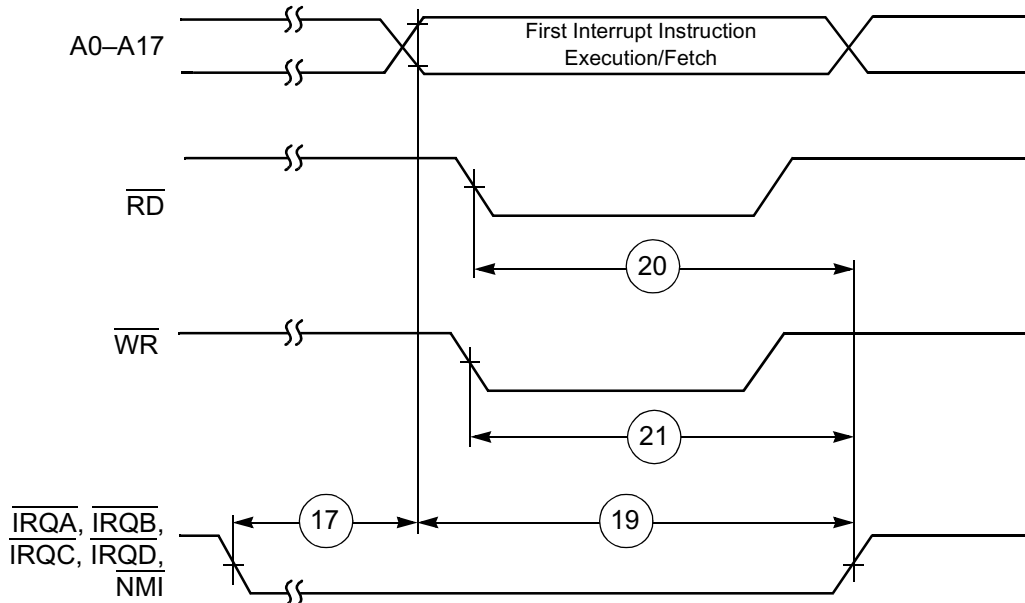 A0–A17
First Interrupt Instruction
Execution/Fetch
RD
20
WR
21
IRQA, IRQB,
IRQC, IRQD,
NMI
17
19